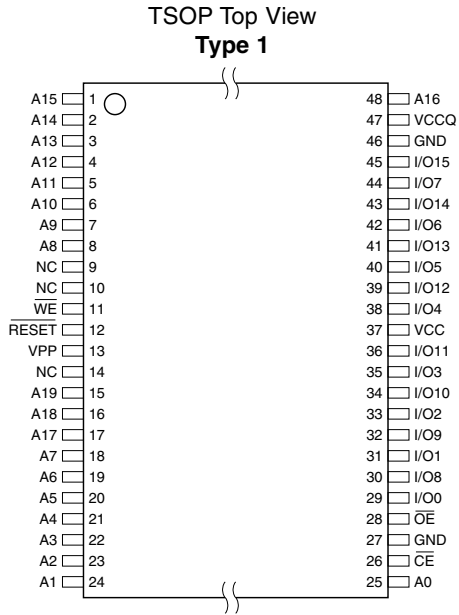 TSOP Top View
Type 1
A15 1 48 A16
A14 2 47 VCCQ
A13 3 46 GND
A12 4 45 I/O15
A11 5 44 I/O7
A10 6 43 I/O14
A9 7 42 I/O6
A8 8 41 I/O13
NC 9 40 I/O5
NC 10 39 I/O12
WE 11 38 I/O4
RESET 12 37 VCC
VPP 13 36 I/O11
NC 14 35 I/O3
A19 15 34 I/O10
A18 16 33 I/O2
A17 17 32 I/O9
A7 18 31 I/O1
A6 19 30 I/O8
A5 20 29 I/O0
A4 21 28 OE
A3 22 27 GND
A2 23 26 CE
A1 24 25 A0